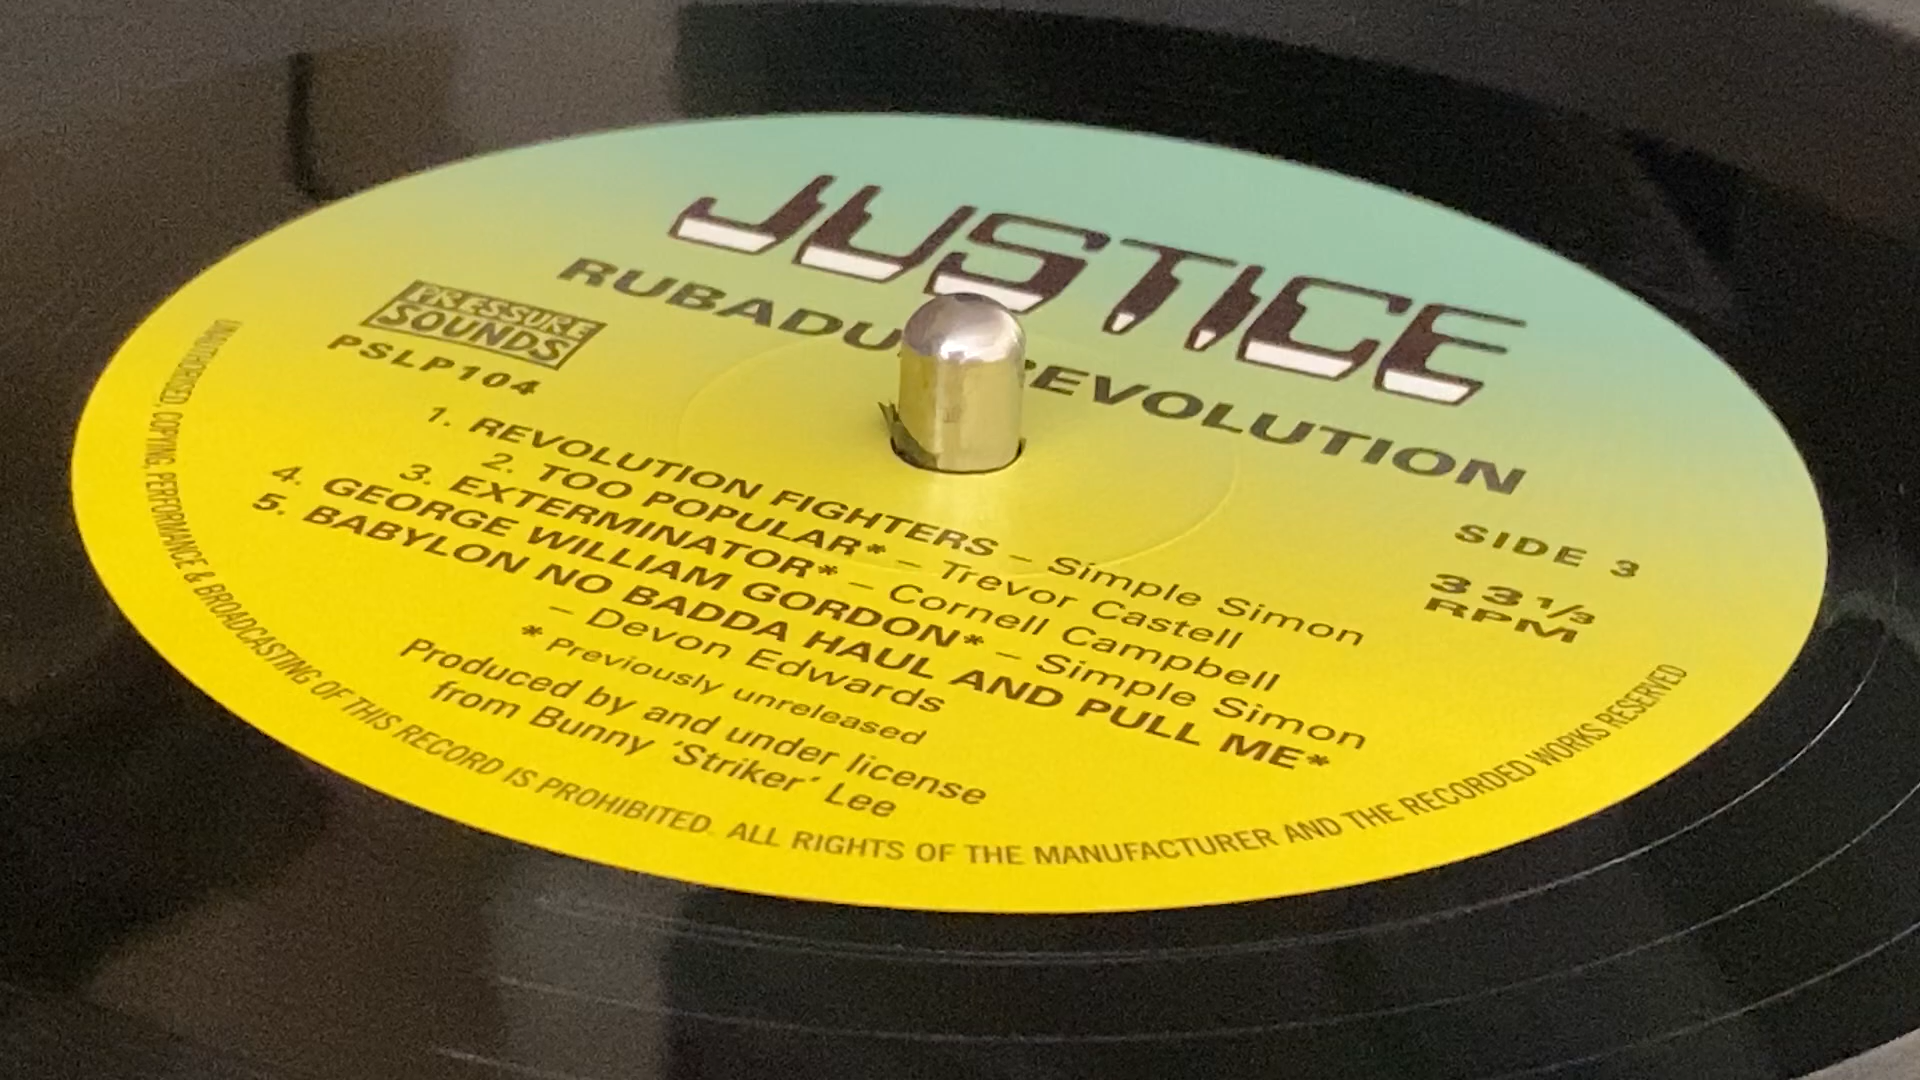 JUSTICE
RUBADU REVOLUTION
PRESSURE
SOUNDS
PSLP104
SIDE 3
33⅓
RPM
1. REVOLUTION FIGHTERS – Simple Simon
2. TOO POPULAR* – Trevor Castell
3. EXTERMINATOR* – Cornell Campbell
4. GEORGE WILLIAM GORDON* – Simple Simon
5. BABYLON NO BADDA HAUL AND PULL ME*
– Devon Edwards
* Previously unreleased
Produced by and under license
from Bunny ‘Striker’ Lee
UNAUTHORISED, COPYING, PERFORMANCE & BROADCASTING OF THIS RECORD IS PROHIBITED. ALL RIGHTS OF THE MANUFACTURER AND THE RECORDED WORKS RESERVED